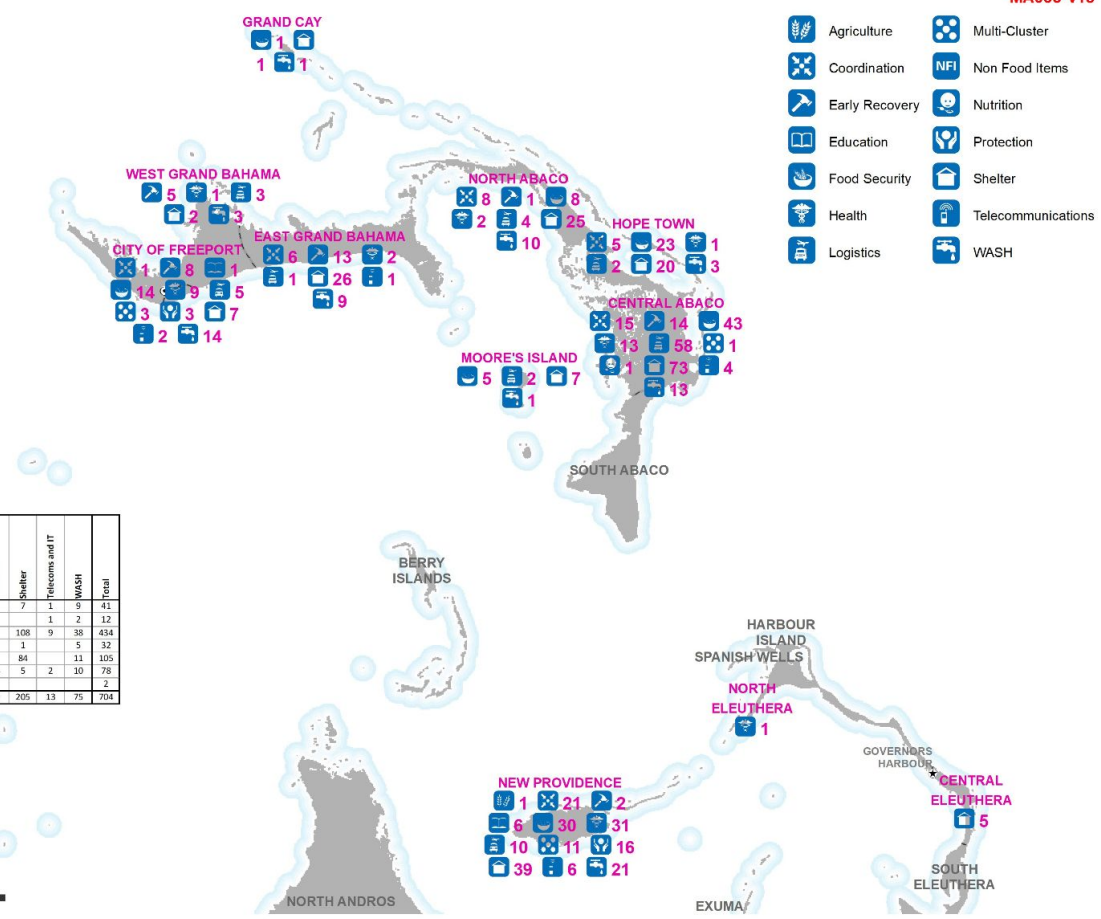 GRAND CAY
1
1 1
Agriculture
Multi-Cluster
Coordination
NFI Non Food Items
Early Recovery
Nutrition
Education
Protection
Food Security
Shelter
Health
Telecommunications
Logistics
WASH
WEST GRAND BAHAMA
5 1 3
2 3
NORTH ABACO
8 1 8
2 4 25
10
HOPE TOWN
5 23 1
2 20 3
CITY OF FREEPORT
1 8 1
14 9 5
3 3 7
2 14
EAST GRAND BAHAMA
6 13 2
1 26 1
9
CENTRAL ABACO
15 14 43
13 58 1
1 73 4
13
MOORE'S ISLAND
5 2 7
1
SOUTH ABACO
Shelter Telecoms and IT WASH Total
7 1 9 41
1 2 12
108 9 38 434
1 5 32
84 11 105
5 2 10 78
2
205 13 75 704
BERRY
ISLANDS
HARBOUR
ISLAND
SPANISH WELLS
NORTH
ELEUTHERA
1
GOVERNORS
HARBOUR
CENTRAL
ELEUTHERA
5
NEW PROVIDENCE
1 21 2
6 30 31
10 11 16
39 6 21
SOUTH
ELEUTHERA
NORTH ANDROS
EXUMA